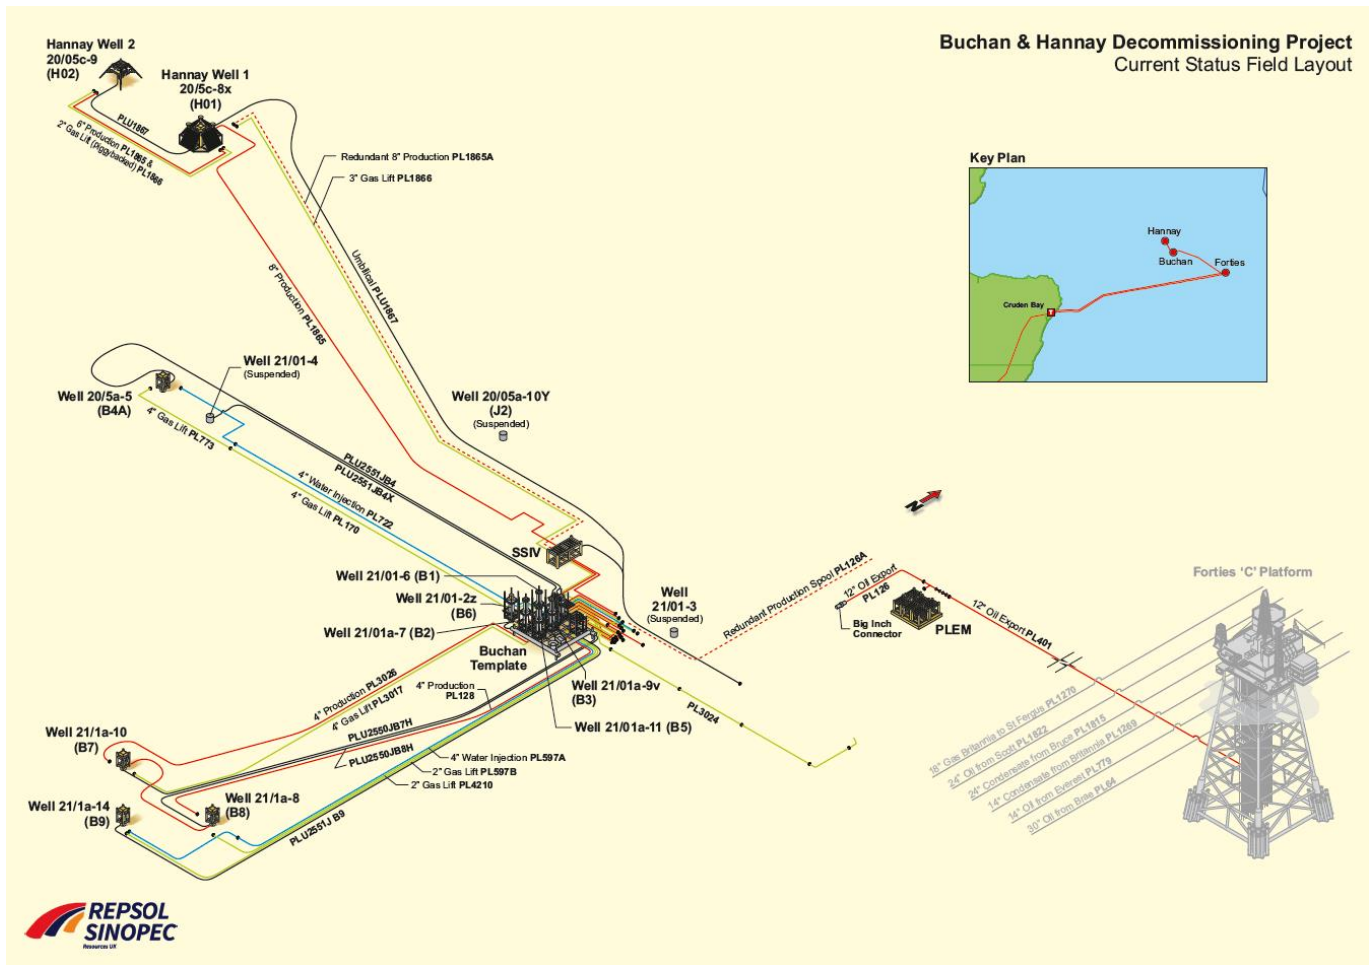 Buchan & Hannay Decommissioning Project
Current Status Field Layout
Hannay Well 2
20/05c-9
(H02)
Hannay Well 1
20/5c-8x
(H01)
PLU1867
6" Production PL1865 &
2" Gas Lift (piggybacked) PL1866
Redundant 8" Production PL1865A
3" Gas Lift PL1866
Umbilical PLU1867
8" Production PL1865
Key Plan
Hannay
Buchan
Forties
Cruden Bay
T
Well 21/01-4
(Suspended)
Well 20/5a-5
(B4A)
4" Gas Lift PL773
Well 20/05a-10Y
(J2)
(Suspended)
PLU2551JB4
PLU2551JB4X
4" Water Injection PL722
4" Gas Lift PL170
N
SSIV
Well 21/01-6 (B1)
Well 21/01-2z
(B6)
Well 21/01a-7 (B2)
Buchan
Template
Well
21/01-3
(Suspended)
Redundant Production Spool PL126A
12" Oil Export
PL126
Big Inch
Connector
PLEM
12" Oil Export PL401
Forties 'C' Platform
Well 21/01a-9v
(B3)
Well 21/01a-11 (B5)
PL3024
4" Production PL3026
4" Gas Lift PL3017
4" Production
PL128
PLU2550JB7H
PLU2550JB8H
4" Water Injection PL597A
2" Gas Lift PL597B
2" Gas Lift PL4210
Well 21/1a-10
(B7)
Well 21/1a-14
(B9)
Well 21/1a-8
(B8)
PLU2551J B9
18" Gas Britannia to St Fergus PL1270
24" Oil from Scott PL1822
24" Condensate from Bruce PL1815
14" Condensate from Britannia PL1269
14" Oil from Everest PL779
30" Oil from Brae PL64
REPSOL
SINOPEC
Resources UK